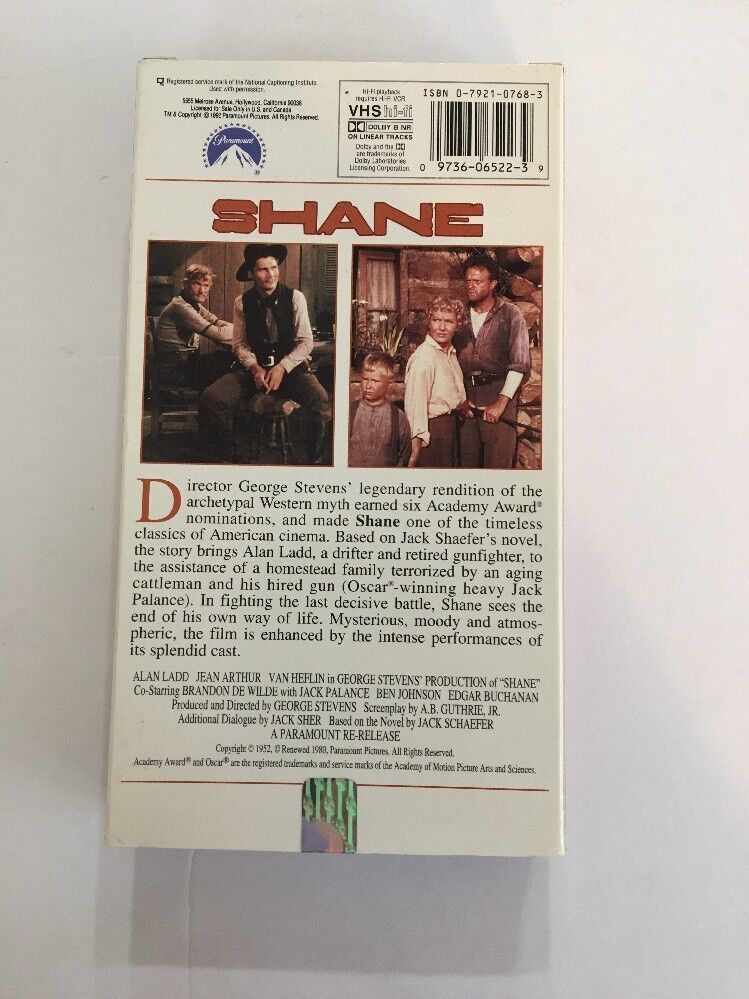 Registered service mark of the National Captioning Institute.
Used with permission.
5555 Melrose Avenue, Hollywood, California 90038
Licensed for Sale Only in U.S. and Canada
TM & Copyright © 1992 Paramount Pictures. All Rights Reserved.
Paramount
®
Hi-Fi playback
requires Hi-Fi VCR
VHS hi-fi
DOLBY B NR
ON LINEAR TRACKS
Dolby and the
are trademarks of
Dolby Laboratories
Licensing Corporation.
ISBN 0-7921-0768-3
0 9736-06522-3 9
SHANE
Director George Stevens' legendary rendition of the
archetypal Western myth earned six Academy Award®
nominations, and made Shane one of the timeless
classics of American cinema. Based on Jack Shaefer's novel,
the story brings Alan Ladd, a drifter and retired gunfighter, to
the assistance of a homestead family terrorized by an aging
cattleman and his hired gun (Oscar®-winning heavy Jack
Palance). In fighting the last decisive battle, Shane sees the
end of his own way of life. Mysterious, moody and atmos-
pheric, the film is enhanced by the intense performances of
its splendid cast.
ALAN LADD JEAN ARTHUR VAN HEFLIN in GEORGE STEVENS' PRODUCTION of "SHANE"
Co-Starring BRANDON DE WILDE with JACK PALANCE BEN JOHNSON EDGAR BUCHANAN
Produced and Directed by GEORGE STEVENS Screenplay by A.B. GUTHRIE, JR.
Additional Dialogue by JACK SHER Based on the Novel by JACK SCHAEFER
A PARAMOUNT RE-RELEASE
Copyright © 1952, © Renewed 1980, Paramount Pictures. All Rights Reserved.
Academy Award® and Oscar® are the registered trademarks and service marks of the Academy of Motion Picture Arts and Sciences.